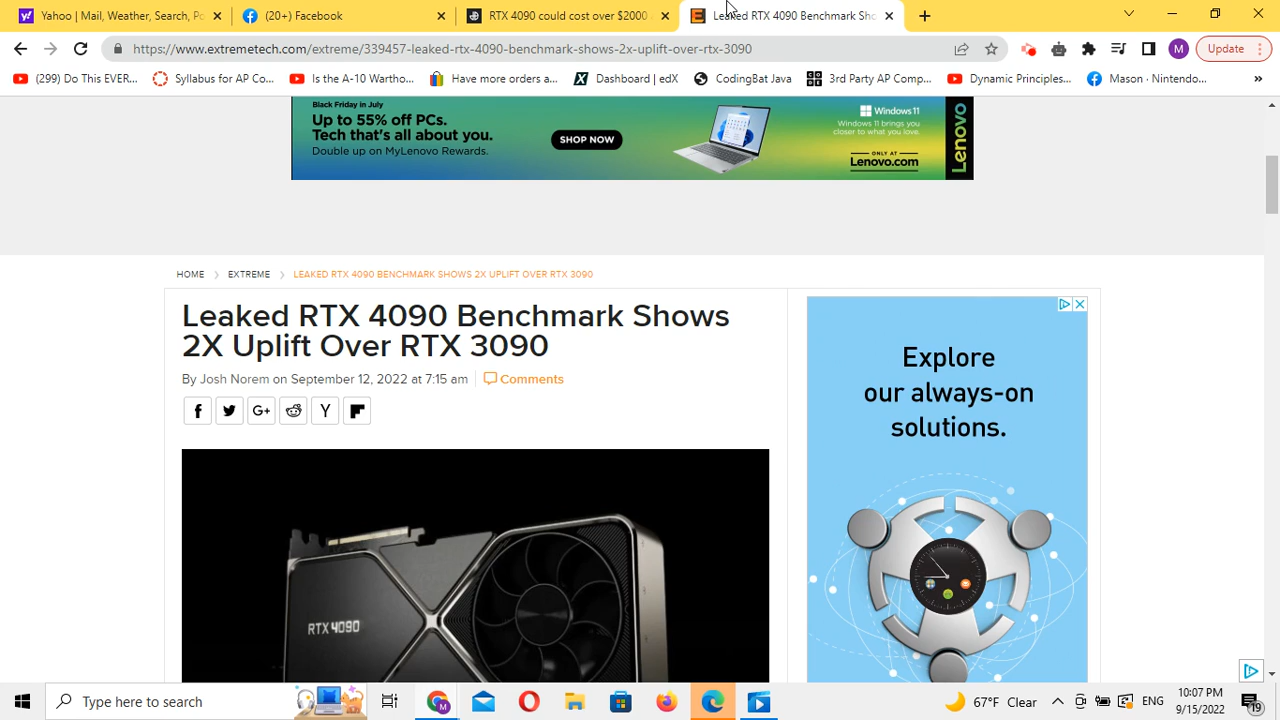 Yahoo | Mail, Weather, Search, Po
(20+) Facebook
RTX 4090 could cost over $2000 a
Leaked RTX 4090 Benchmark Sho
https://www.extremetech.com/extreme/339457-leaked-rtx-4090-benchmark-shows-2x-uplift-over-rtx-3090
M
Update
(299) Do This EVER...
Syllabus for AP Co...
Is the A-10 Wartho...
Have more orders a...
Dashboard | edX
CodingBat Java
3rd Party AP Comp...
Dynamic Principles...
Mason · Nintendo...
»
Black Friday in July
Up to 55% off PCs.
Tech that's all about you.
Double up on MyLenovo Rewards.
SHOP NOW
Windows 11
Windows 11 brings you
closer to what you love.
ONLY AT
Lenovo.com
Lenovo
HOME > EXTREME > LEAKED RTX 4090 BENCHMARK SHOWS 2X UPLIFT OVER RTX 3090
Leaked RTX 4090 Benchmark Shows
2X Uplift Over RTX 3090
By Josh Norem on September 12, 2022 at 7:15 am
Comments
Explore
our always-on
solutions.
RTX 4090
Type here to search
67°F Clear
ENG
10:07 PM
9/15/2022
19